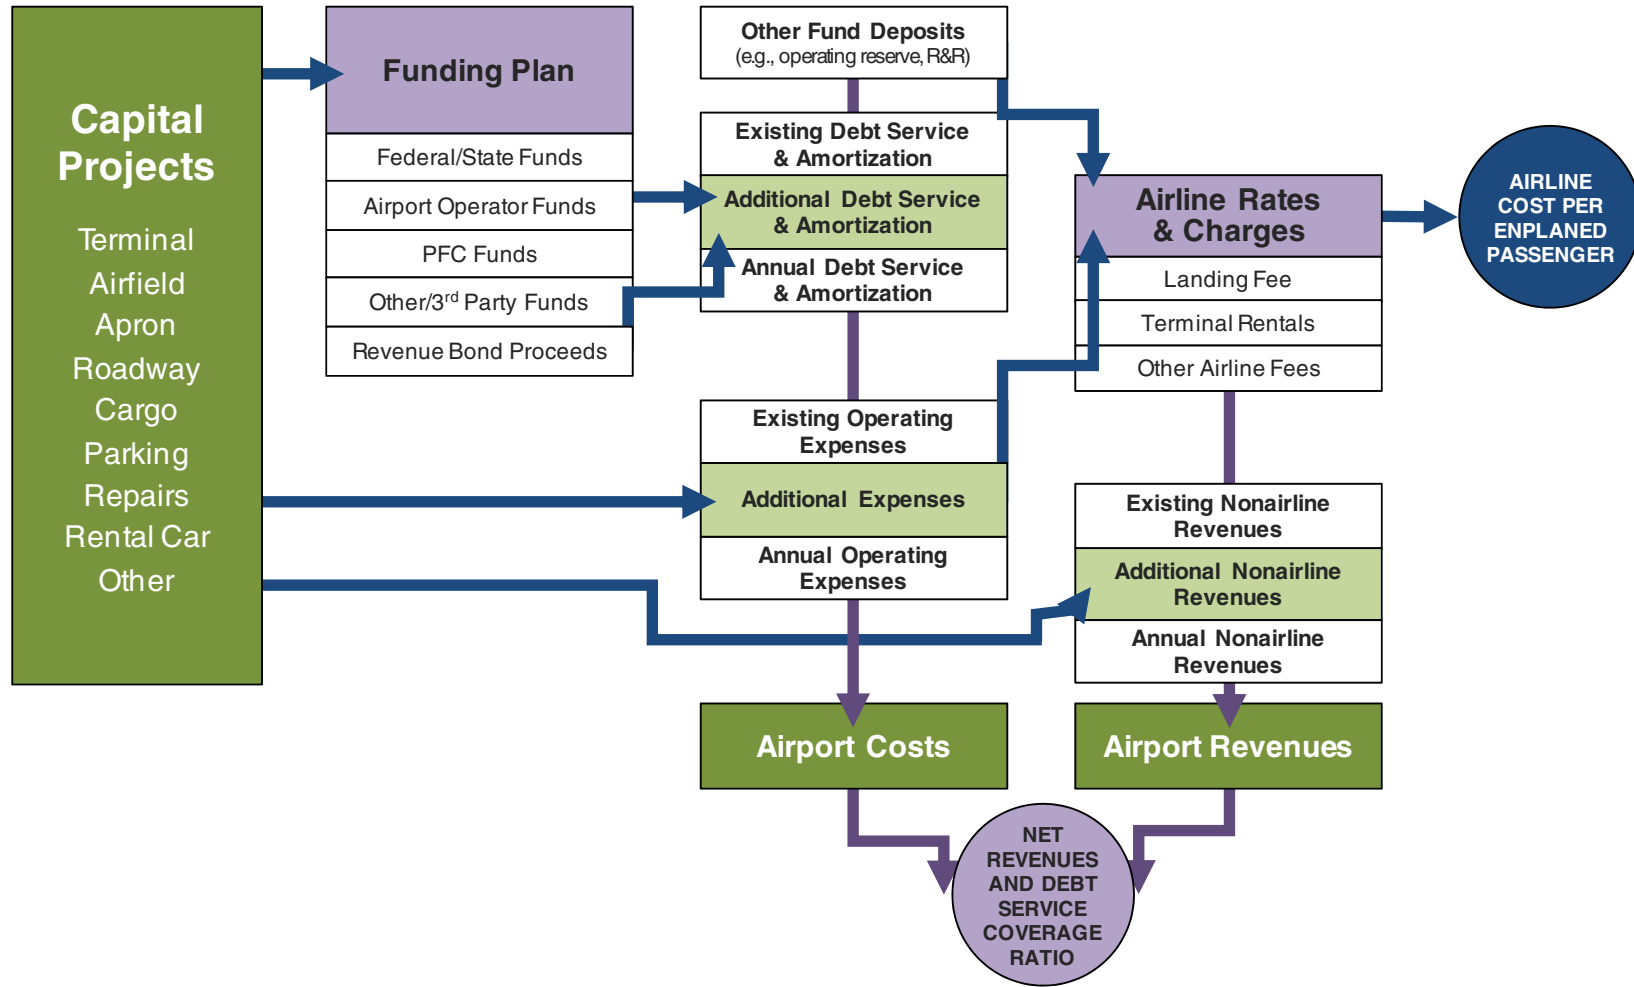 Capital
Projects
Terminal
Airfield
Apron
Roadway
Cargo
Parking
Repairs
Rental Car
Other
Funding Plan
Federal/State Funds
Airport Operator Funds
PFC Funds
Other/3rd Party Funds
Revenue Bond Proceeds
Other Fund Deposits
(e.g., operating reserve, R&R)
Existing Debt Service
& Amortization
Additional Debt Service
& Amortization
Annual Debt Service
& Amortization
Existing Operating
Expenses
Additional Expenses
Annual Operating
Expenses
Airport Costs
Airline Rates
& Charges
Landing Fee
Terminal Rentals
Other Airline Fees
Existing Nonairline
Revenues
Additional Nonairline
Revenues
Annual Nonairline
Revenues
Airport Revenues
AIRLINE
COST PER
ENPLANED
PASSENGER
NET
REVENUES
AND DEBT
SERVICE
COVERAGE
RATIO